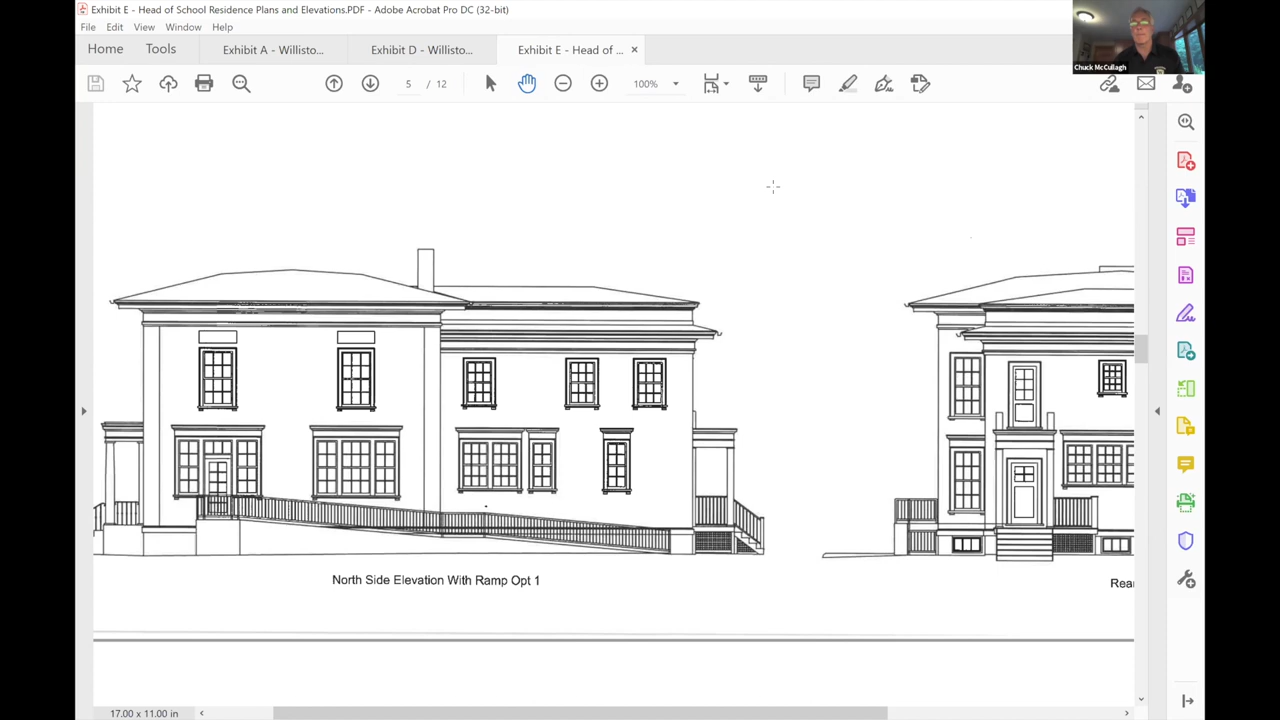 Exhibit E - Head of School Residence Plans and Elevations.PDF - Adobe Acrobat Pro DC (32-bit)
File Edit View Window Help
Home Tools Exhibit A - Willisto... Exhibit D - Willisto... Exhibit E - Head of ... ×
5 / 12 100%
Chuck McCullagh
North Side Elevation With Ramp Opt 1
Rear
17.00 x 11.00 in